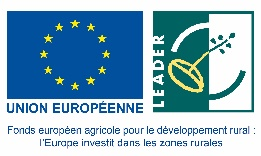 UNION EUROPÉENNE
LEADER
Fonds européen agricole pour le développement rural :
l'Europe investit dans les zones rurales